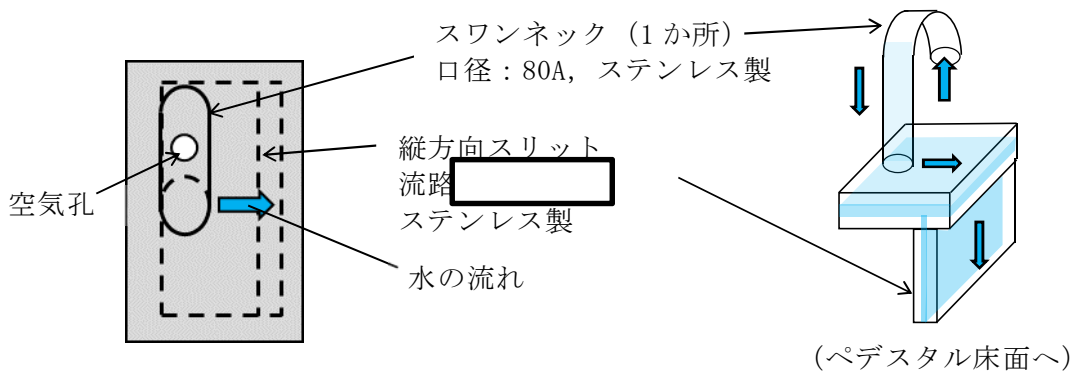 スワンネック（1 か所）
口径：80A，ステンレス製
縦方向スリット
流路
ステンレス製
空気孔
水の流れ
(ペデスタル床面へ)